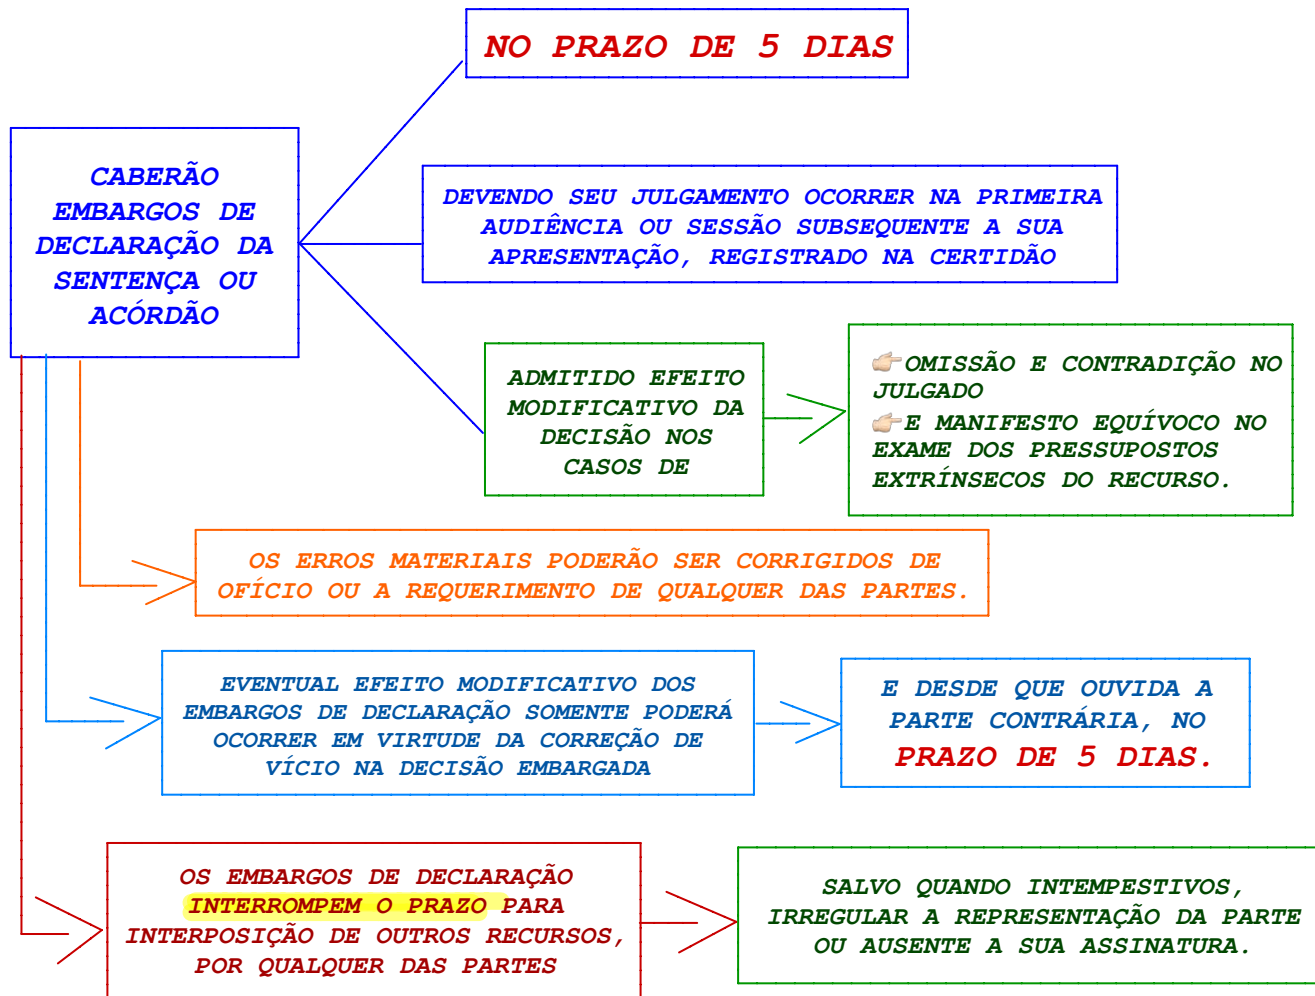 NO PRAZO DE 5 DIAS
CABERÃO
EMBARGOS DE
DECLARAÇÃO DA
SENTENÇA OU
ACÓRDÃO
DEVENDO SEU JULGAMENTO OCORRER NA PRIMEIRA
AUDIÊNCIA OU SESSÃO SUBSEQUENTE A SUA
APRESENTAÇÃO, REGISTRADO NA CERTIDÃO
ADMITIDO EFEITO
MODIFICATIVO DA
DECISÃO NOS
CASOS DE
👉OMISSÃO E CONTRADIÇÃO NO
JULGADO
👉E MANIFESTO EQUÍVOCO NO
EXAME DOS PRESSUPOSTOS
EXTRÍNSECOS DO RECURSO.
OS ERROS MATERIAIS PODERÃO SER CORRIGIDOS DE
OFÍCIO OU A REQUERIMENTO DE QUALQUER DAS PARTES.
EVENTUAL EFEITO MODIFICATIVO DOS
EMBARGOS DE DECLARAÇÃO SOMENTE PODERÁ
OCORRER EM VIRTUDE DA CORREÇÃO DE
VÍCIO NA DECISÃO EMBARGADA
E DESDE QUE OUVIDA A
PARTE CONTRÁRIA, NO
PRAZO DE 5 DIAS.
OS EMBARGOS DE DECLARAÇÃO
INTERROMPEM O PRAZO PARA
INTERPOSIÇÃO DE OUTROS RECURSOS,
POR QUALQUER DAS PARTES
SALVO QUANDO INTEMPESTIVOS,
IRREGULAR A REPRESENTAÇÃO DA PARTE
OU AUSENTE A SUA ASSINATURA.